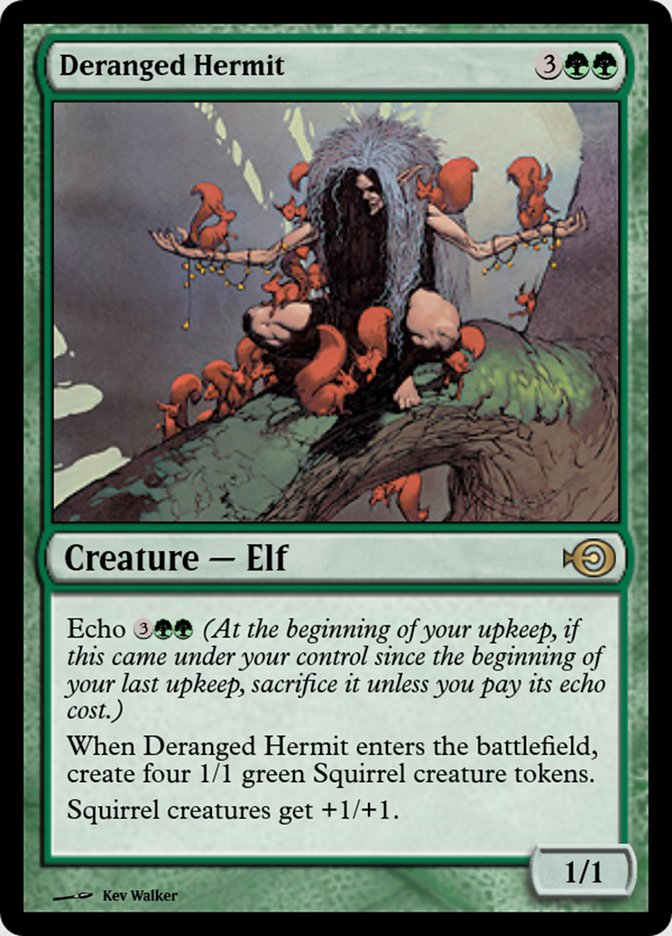 Deranged Hermit 3
Creature — Elf
Echo 3 (At the beginning of your upkeep, if
this came under your control since the beginning of
your last upkeep, sacrifice it unless you pay its echo
cost.)
When Deranged Hermit enters the battlefield,
create four 1/1 green Squirrel creature tokens.
Squirrel creatures get +1/+1.
1/1
Kev Walker